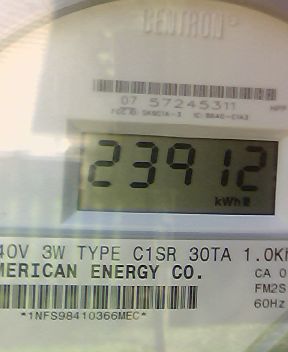 CENTRON®
07 57245311
23912
kWh
40V 3W TYPE C1SR 30TA 1.0K
MERICAN ENERGY CO.
CA 0
FM2S
60Hz
*1NFS98410366MEC*